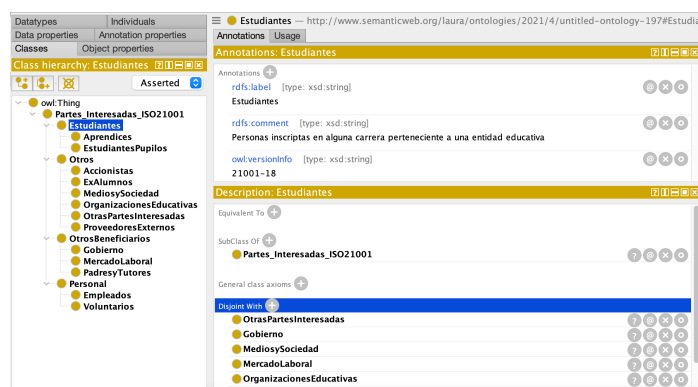 Datatypes Individuals
Data properties Annotation properties
Classes Object properties
Class hierarchy: Estudiantes
Asserted
owl:Thing
Partes_Interesadas_ISO21001
Estudiantes
Aprendices
EstudiantesPupilos
Otros
Accionistas
ExAlumnos
MediosySociedad
OrganizacionesEducativas
OtrasPartesInteresadas
ProveedoresExternos
OtrosBeneficiarios
Gobierno
MercadoLaboral
PadresyTutores
Personal
Empleados
Voluntarios
Estudiantes — http://www.semanticweb.org/laura/ontologies/2021/4/untitled-ontology-197#Estudia
Annotations Usage
Annotations: Estudiantes
Annotations
rdfs:label [type: xsd:string]
Estudiantes
rdfs:comment [type: xsd:string]
Personas inscriptas en alguna carrera perteneciente a una entidad educativa
owl:versionInfo [type: xsd:string]
21001-18
Description: Estudiantes
Equivalent To
SubClass Of
Partes_Interesadas_ISO21001
General class axioms
Disjoint With
OtrasPartesInteresadas
Gobierno
MediosySociedad
MercadoLaboral
OrganizacionesEducativas